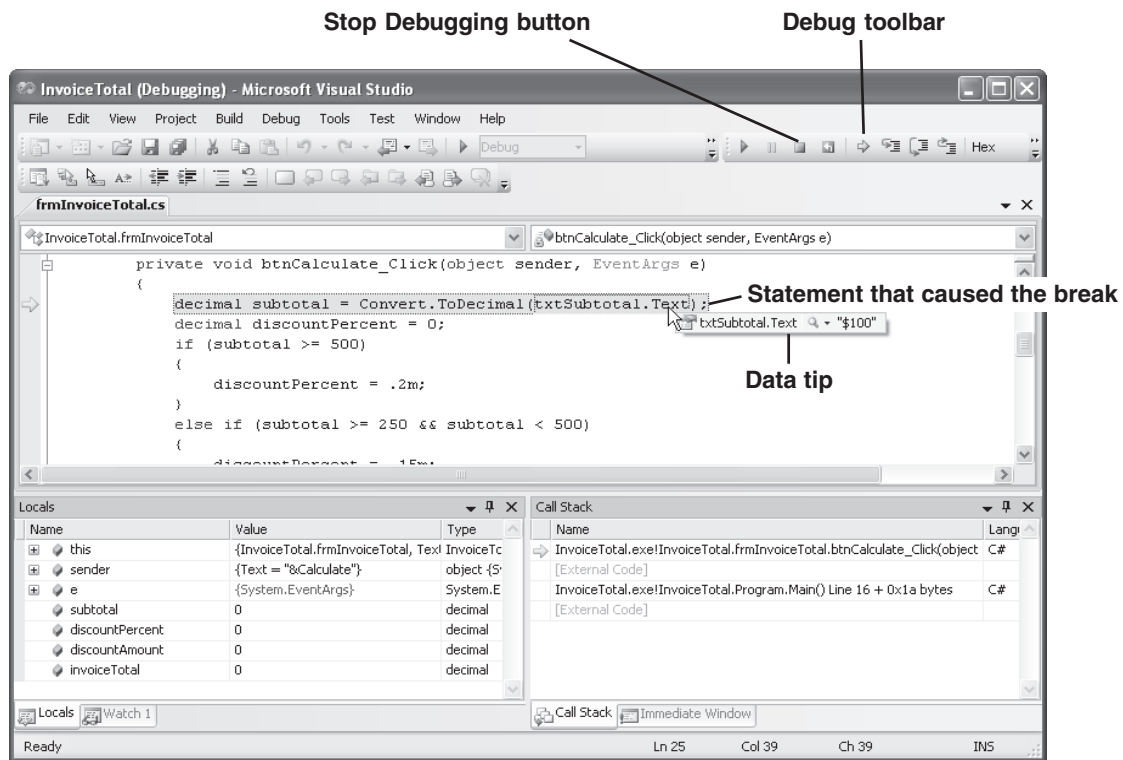 Stop Debugging button
Debug toolbar
InvoiceTotal (Debugging) - Microsoft Visual Studio
File Edit View Project Build Debug Tools Test Window Help
Debug
Hex
frmInvoiceTotal.cs
InvoiceTotal.frmInvoiceTotal
btnCalculate_Click(object sender, EventArgs e)
private void btnCalculate_Click(object sender, EventArgs e)
{
decimal subtotal = Convert.ToDecimal(txtSubtotal.Text);
Statement that caused the break
decimal discountPercent = 0;
txtSubtotal.Text "$100"
if (subtotal >= 500)
{
Data tip
discountPercent = .2m;
}
else if (subtotal >= 250 && subtotal < 500)
{
discountPercent = .15m;
Locals
Name Value Type
this {InvoiceTotal.frmInvoiceTotal, Text InvoiceTc
sender {Text = "&Calculate"} object {S
e {System.EventArgs} System.E
subtotal 0 decimal
discountPercent 0 decimal
discountAmount 0 decimal
invoiceTotal 0 decimal
Locals Watch 1
Call Stack
Name Langu
InvoiceTotal.exe!InvoiceTotal.frmInvoiceTotal.btnCalculate_Click(object C#
[External Code]
InvoiceTotal.exe!InvoiceTotal.Program.Main() Line 16 + 0x1a bytes C#
[External Code]
Call Stack Immediate Window
Ready Ln 25 Col 39 Ch 39 INS